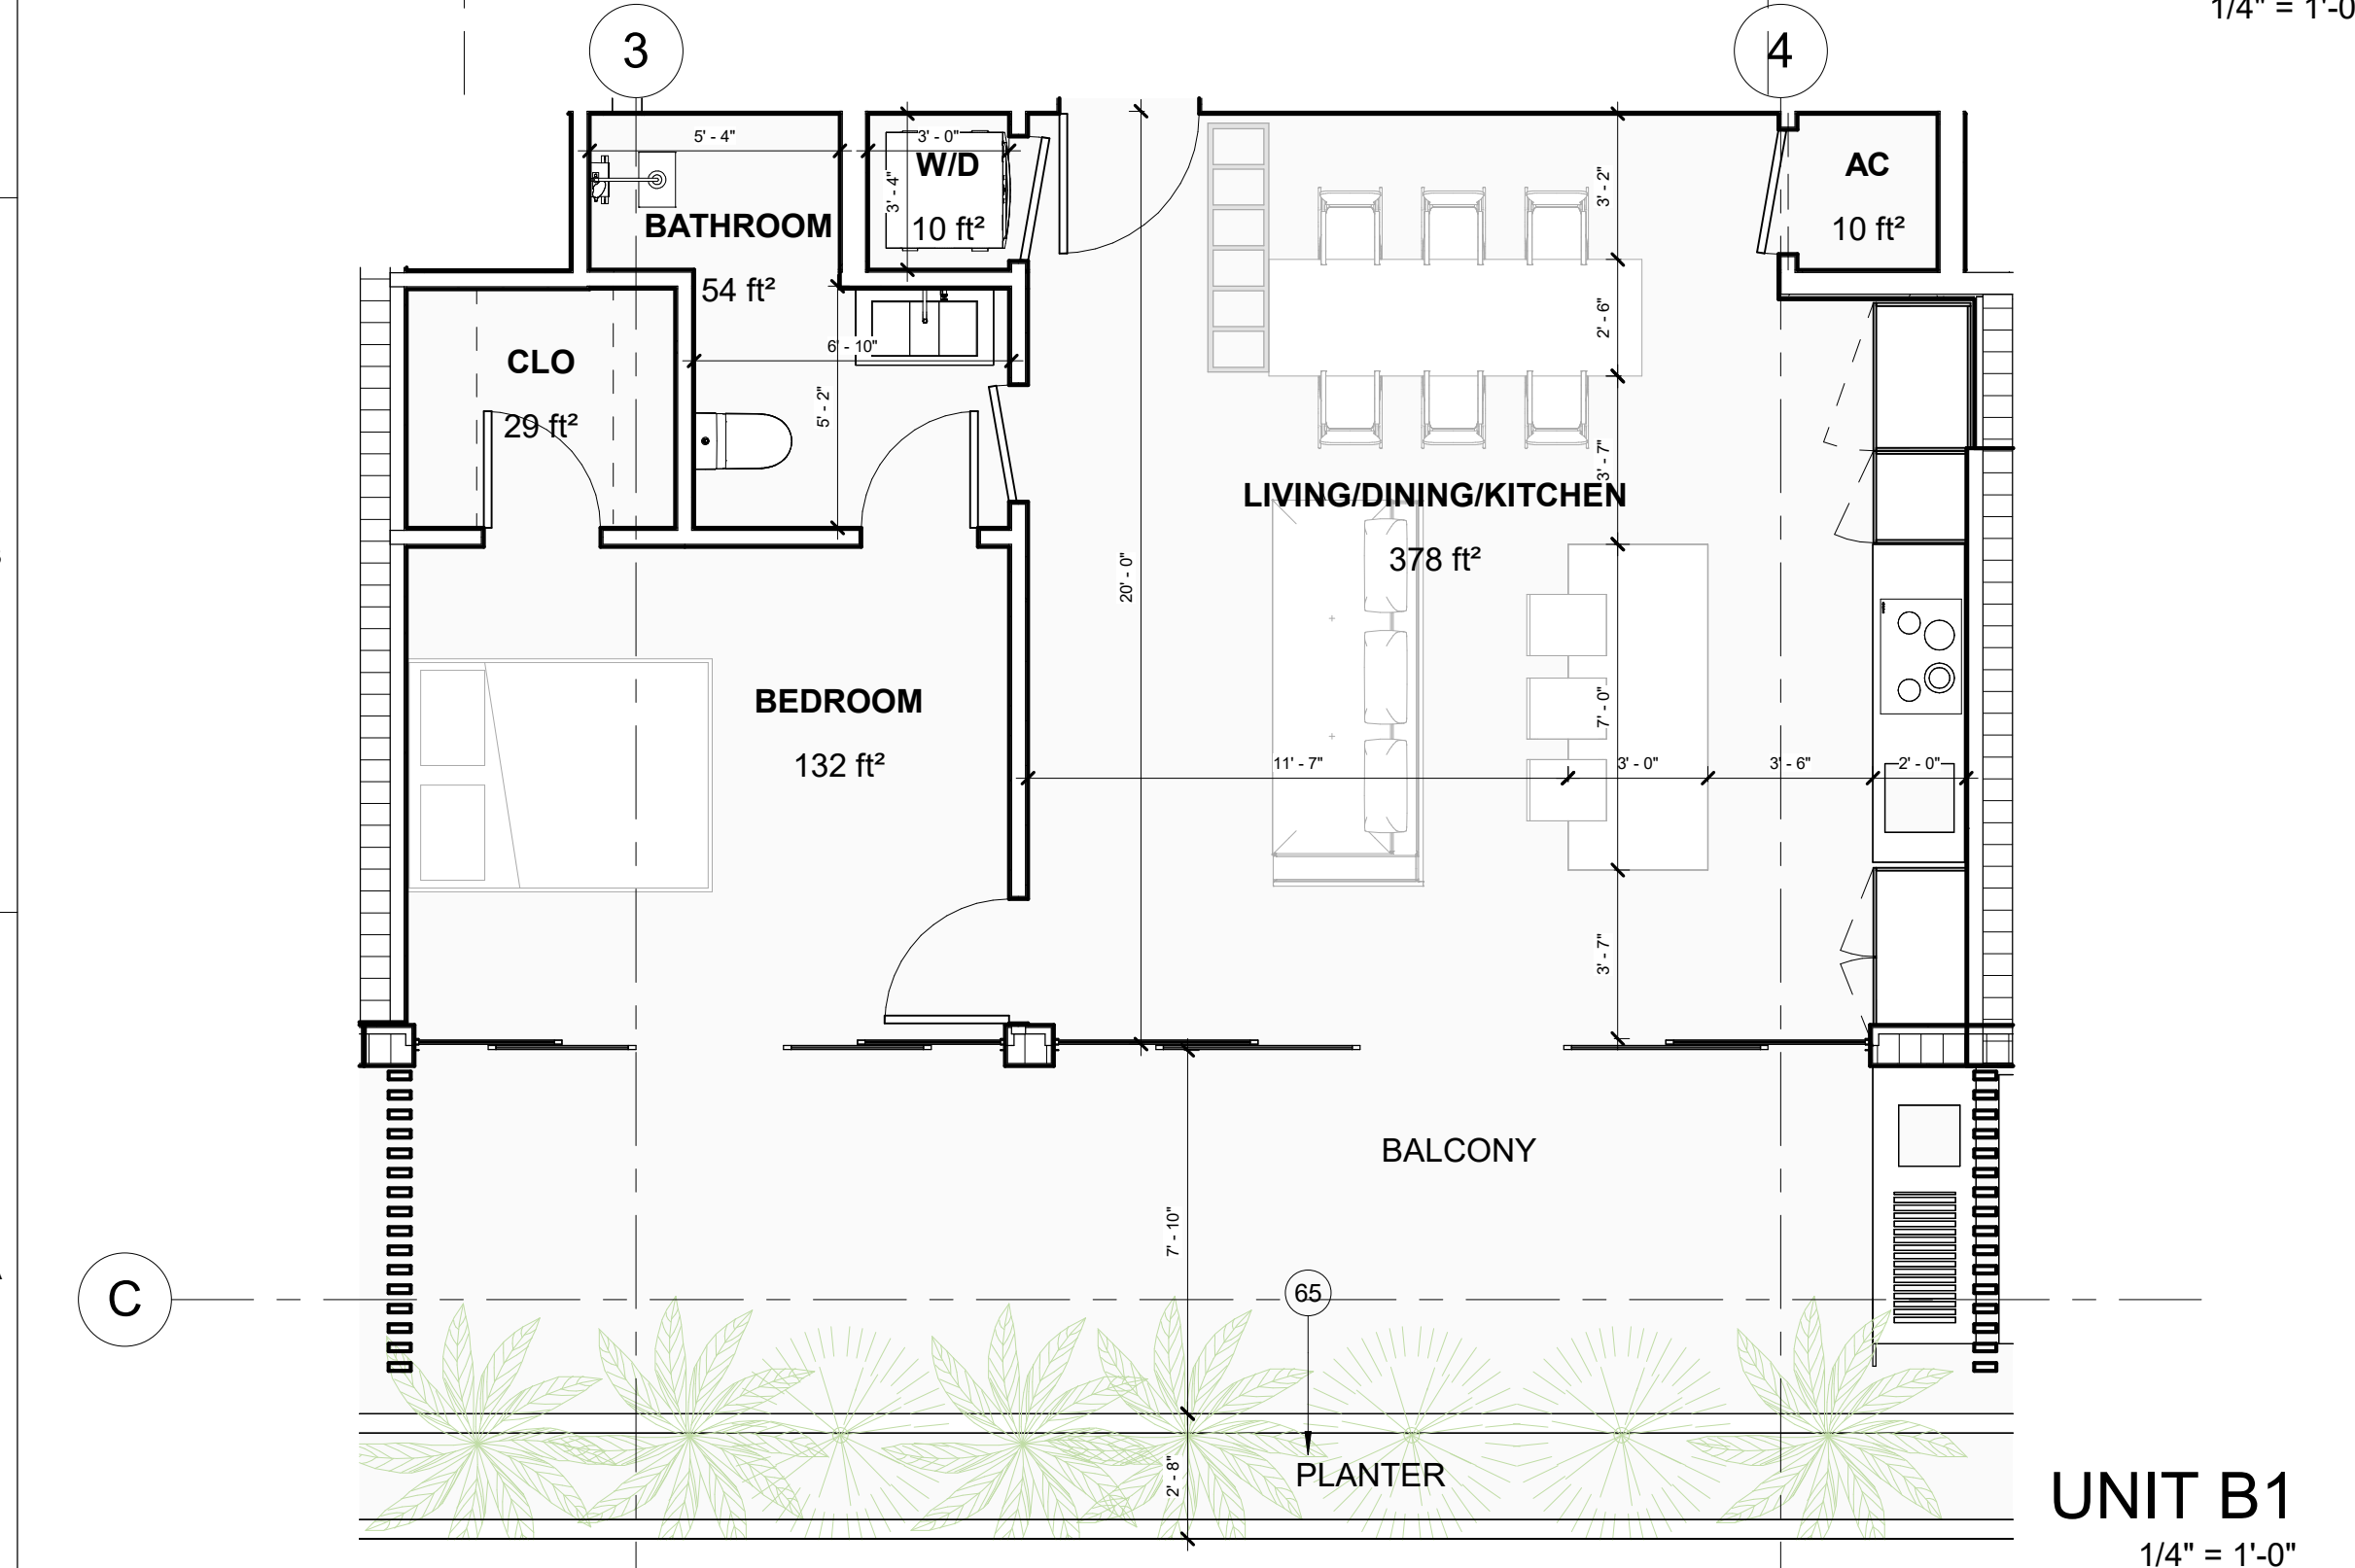 1/4" = 1'-0
3
4
5' - 4"
3' - 0"
3' - 4"
W/D
10 ft²
AC
10 ft²
BATHROOM
54 ft²
3' - 2"
2' - 6"
CLO
29 ft²
6' - 10"
5' - 2"
3' - 7"
LIVING/DINING/KITCHEN
378 ft²
20' - 0"
BEDROOM
132 ft²
7' - 0"
11' - 7"
3' - 0"
3' - 6"
2' - 0"
3' - 7"
BALCONY
7' - 10"
C
65
PLANTER
2' - 8"
UNIT B1
1/4" = 1'-0"